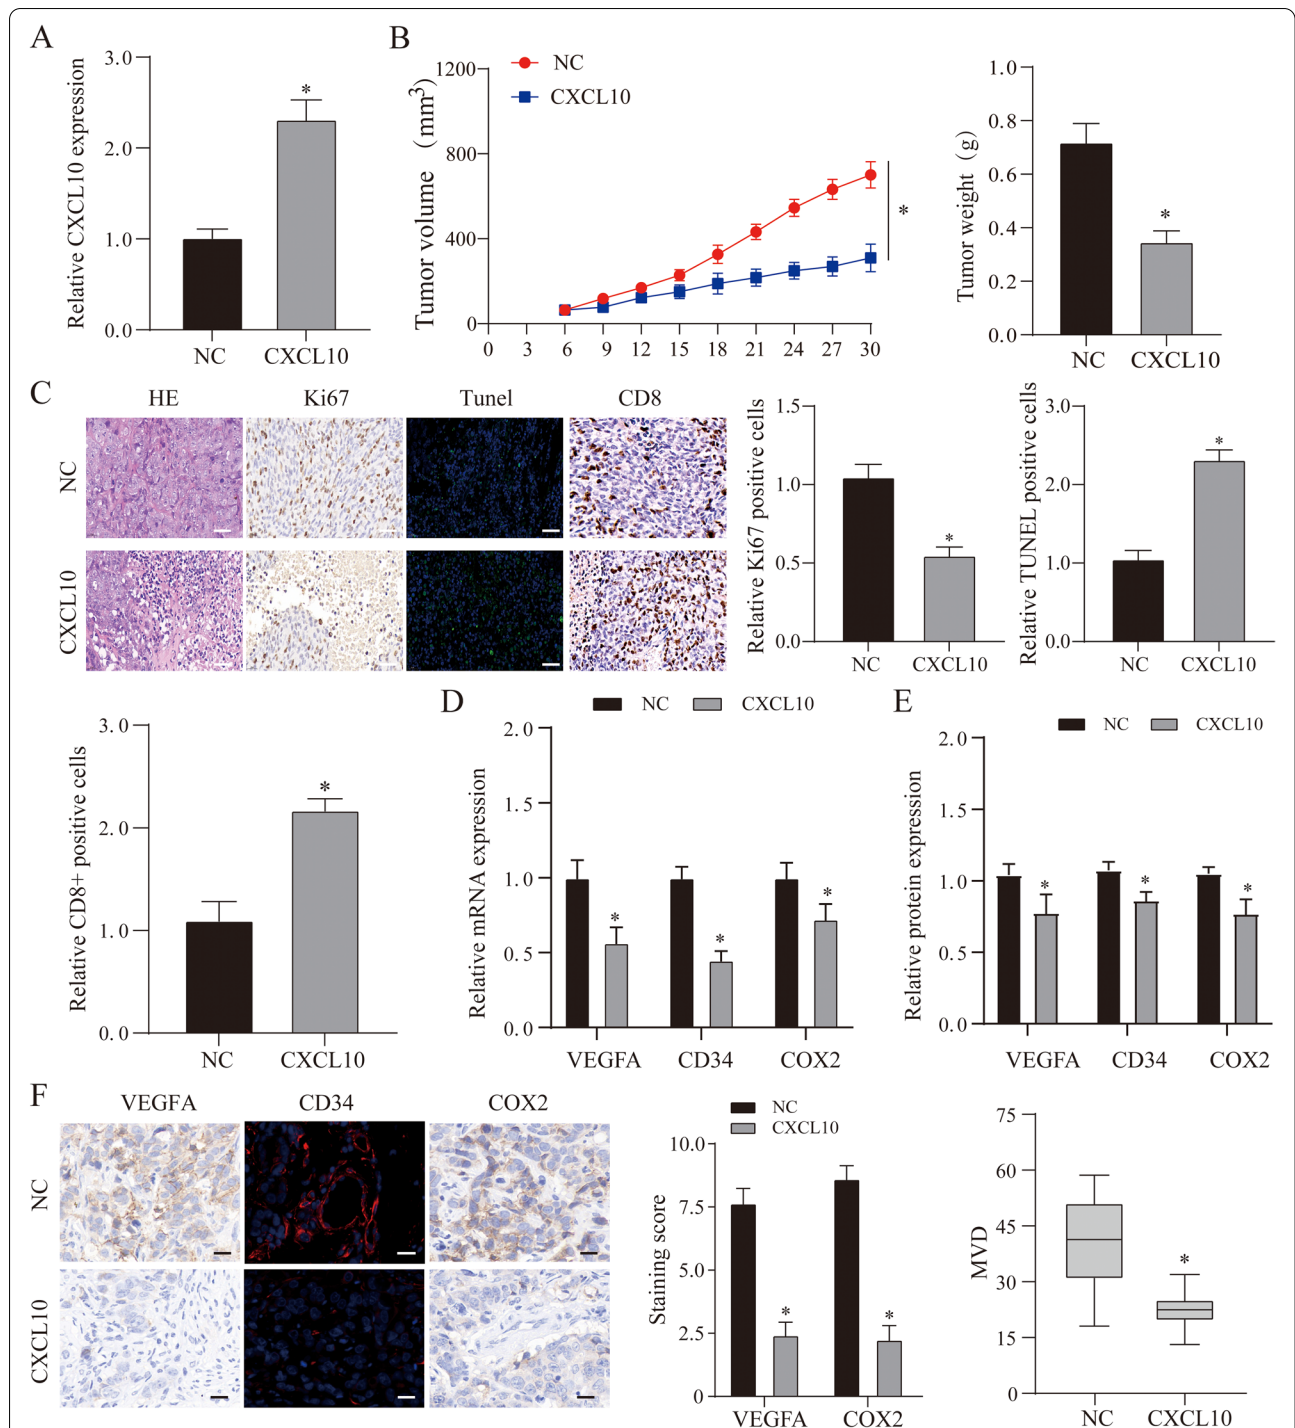 A
Relative CXCL10 expression
3.0
2.0
1.0
0.0
*
NC
CXCL10
B
NC
CXCL10
Tumor volume (mm3)
1200
800
400
0
*
0 3 6 9 12 15 18 21 24 27 30
Tumor weight (g)
1.0
0.8
0.6
0.4
0.2
0.0
*
NC
CXCL10
C
HE Ki67 Tunel CD8
NC
CXCL10
Relative Ki67 positive cells
1.5
1.0
0.5
0.0
*
NC
CXCL10
Relative TUNEL positive cells
3.0
2.0
1.0
0.0
*
NC
CXCL10
Relative CD8+ positive cells
3.0
2.0
1.0
0.0
*
NC
CXCL10
D
NC CXCL10
Relative mRNA expression
2.0
1.5
1.0
0.5
0.0
* * *
VEGFA CD34 COX2
E
NC CXCL10
Relative protein expression
2.0
1.5
1.0
0.5
0.0
* * *
VEGFA CD34 COX2
F
VEGFA CD34 COX2
NC
CXCL10
NC
CXCL10
Staining score
10.0
7.5
5.0
2.5
0
* *
VEGFA COX2
MVD
75
60
45
30
15
0
*
NC CXCL10